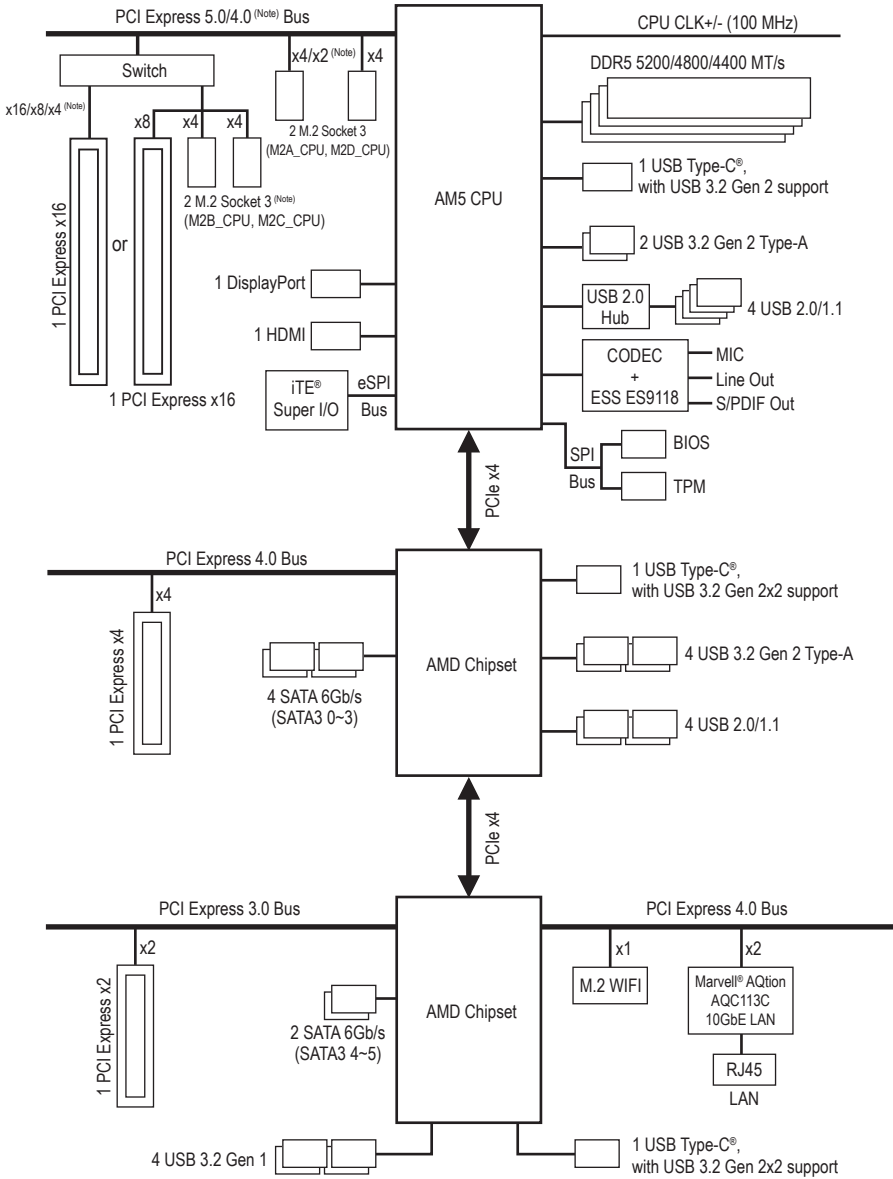 PCI Express 5.0/4.0 (Note) Bus
CPU CLK+/- (100 MHz)
Switch
x4/x2 (Note)
x4
DDR5 5200/4800/4400 MT/s
x16/x8/x4 (Note)
x8
x4
x4
2 M.2 Socket 3
(M2A_CPU, M2D_CPU)
1 USB Type-C®,
with USB 3.2 Gen 2 support
2 M.2 Socket 3 (Note)
(M2B_CPU, M2C_CPU)
AM5 CPU
1 PCI Express x16
or
2 USB 3.2 Gen 2 Type-A
1 DisplayPort
USB 2.0
Hub
4 USB 2.0/1.1
1 HDMI
CODEC
+
ESS ES9118
MIC
Line Out
S/PDIF Out
1 PCI Express x16
iTE®
Super I/O
eSPI
Bus
SPI
Bus
BIOS
TPM
PCIe x4
PCI Express 4.0 Bus
x4
1 PCI Express x4
1 USB Type-C®,
with USB 3.2 Gen 2x2 support
AMD Chipset
4 USB 3.2 Gen 2 Type-A
4 SATA 6Gb/s
(SATA3 0~3)
4 USB 2.0/1.1
PCIe x4
PCI Express 3.0 Bus
PCI Express 4.0 Bus
x2
x1
x2
1 PCI Express x2
M.2 WIFI
Marvell® AQtion
AQC113C
10GbE LAN
AMD Chipset
2 SATA 6Gb/s
(SATA3 4~5)
RJ45
LAN
4 USB 3.2 Gen 1
1 USB Type-C®,
with USB 3.2 Gen 2x2 support